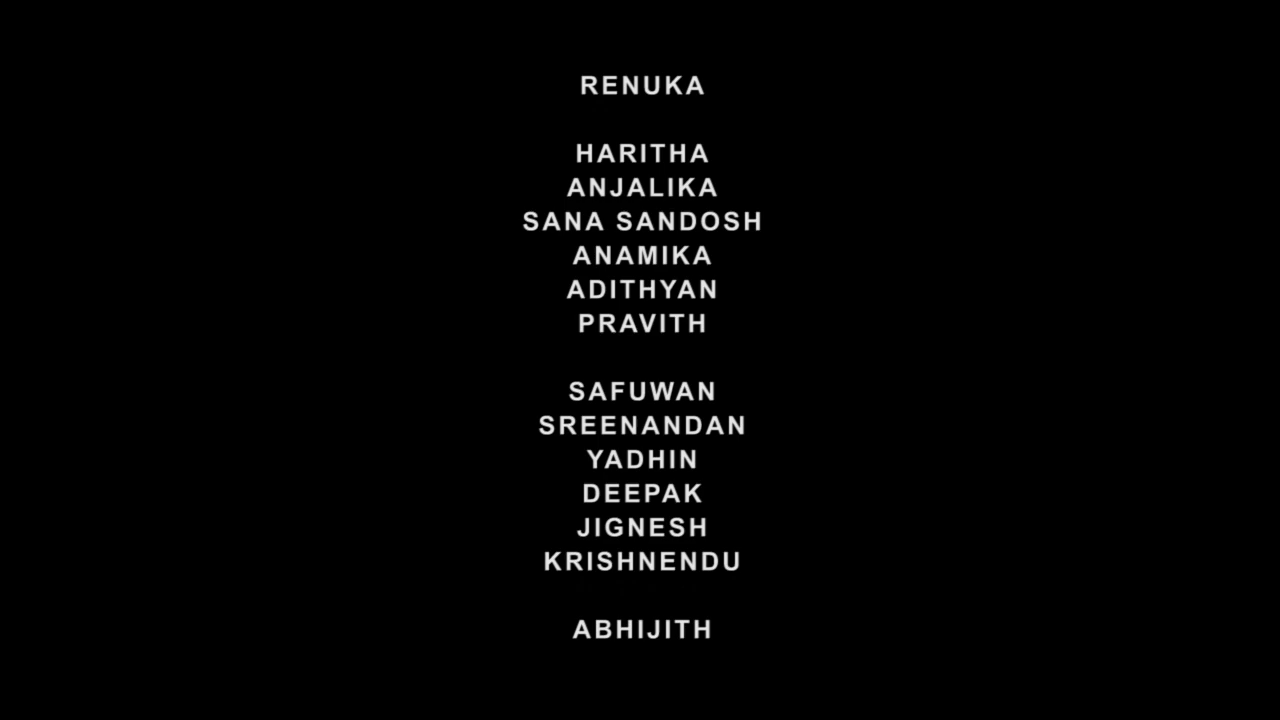 RENUKA
HARITHA
ANJALIKA
SANA SANDOSH
ANAMIKA
ADITHYAN
PRAVITH
SAFUWAN
SREENANDAN
YADHIN
DEEPAK
JIGNESH
KRISHNENDU
ABHIJITH